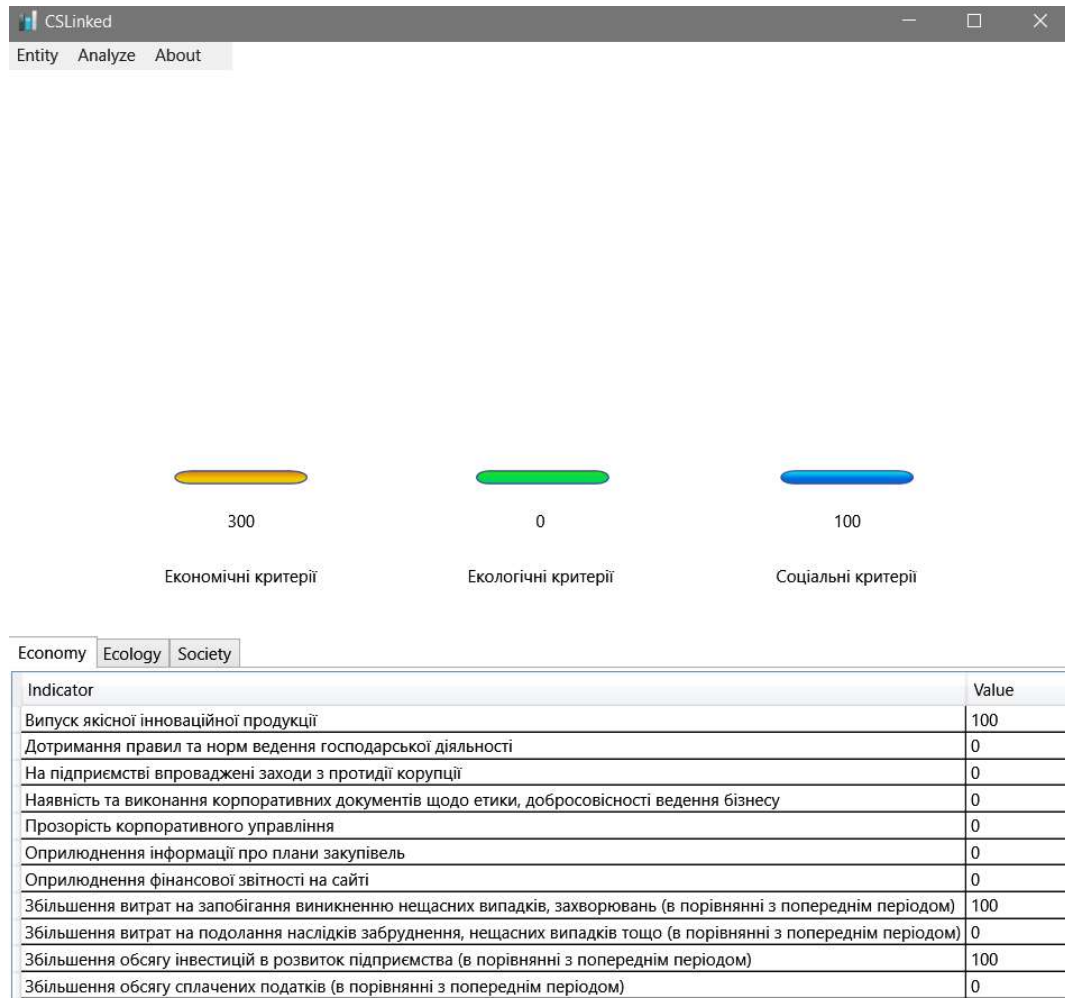 CSLinked
Entity Analyze About
300 0 100
Економічні критерії Екологічні критерії Соціальні критерії
Economy Ecology Society
Indicator Value
Випуск якісної інноваційної продукції 100
Дотримання правил та норм ведення господарської діяльності 0
На підприємстві впроваджені заходи з протидії корупції 0
Наявність та виконання корпоративних документів щодо етики, добросовісності ведення бізнесу 0
Прозорість корпоративного управління 0
Оприлюднення інформації про плани закупівель 0
Оприлюднення фінансової звітності на сайті 0
Збільшення витрат на запобігання виникненню нещасних випадків, захворювань (в порівнянні з попереднім періодом) 100
Збільшення витрат на подолання наслідків забруднення, нещасних випадків тощо (в порівнянні з попереднім періодом) 0
Збільшення обсягу інвестицій в розвиток підприємства (в порівнянні з попереднім періодом) 100
Збільшення обсягу сплачених податків (в порівнянні з попереднім періодом) 0